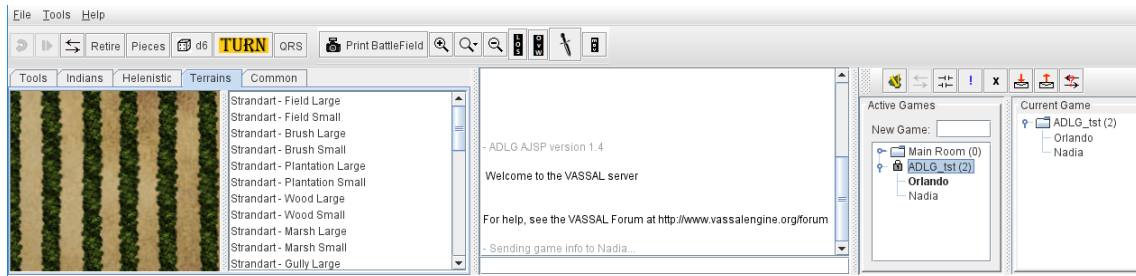 File Tools Help
Retire Pieces d6 TURN QRS Print BattleField LOS OVW
Tools Indians Helenistic Terrains Common
Strandart - Field Large
Strandart - Field Small
Strandart - Brush Large
Strandart - Brush Small
Strandart - Plantation Large
Strandart - Plantation Small
Strandart - Wood Large
Strandart - Wood Small
Strandart - Marsh Large
Strandart - Marsh Small
Strandart - Gully Large
- ADLG AJSP version 1.4
Welcome to the VASSAL server
For help, see the VASSAL Forum at http://www.vassalengine.org/forum
- Sending game info to Nadia...
! x
Active Games
New Game:
Main Room (0)
ADLG_tst (2)
Orlando
Nadia
Current Game
ADLG_tst (2)
Orlando
Nadia